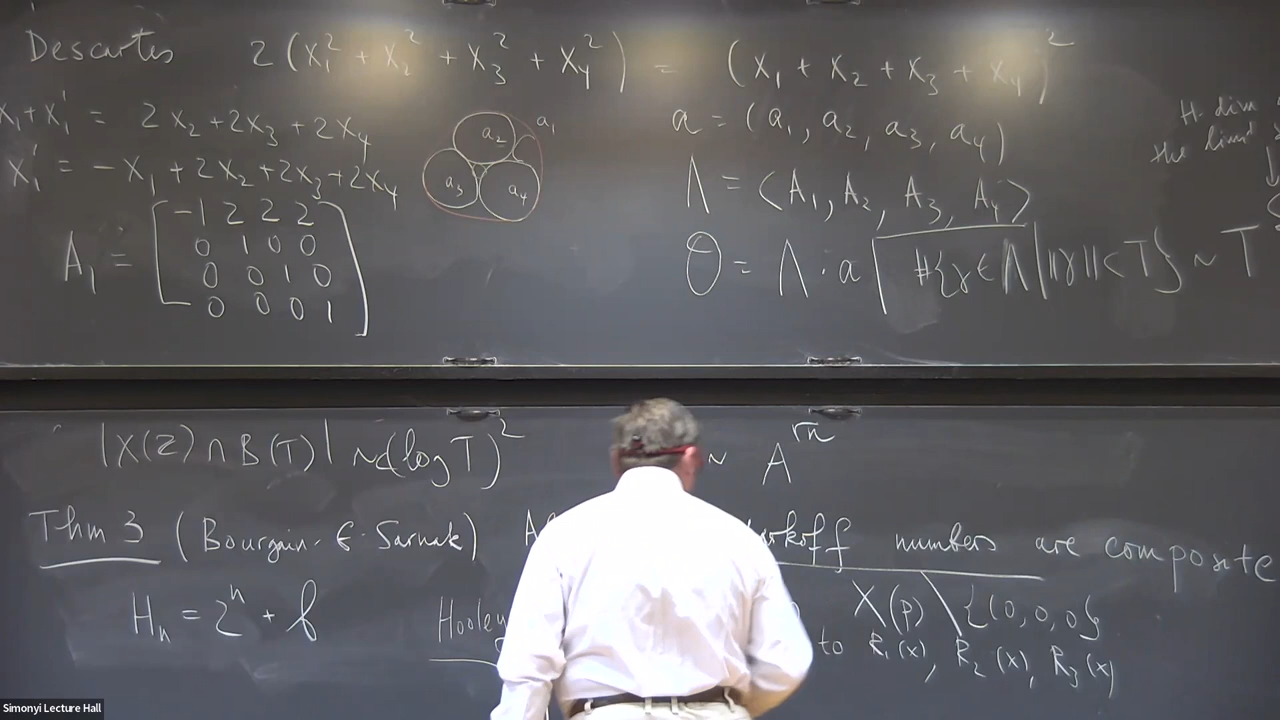 Descartes 2(x₁² + x₂² + x₃² + x₄²) = (x₁ + x₂ + x₃ + x₄)²
x₁+x₁' = 2x₂+2x₃+2x₄
x₁' = -x₁+2x₂+2x₃+2x₄
A₁ = [-1 2 2 2
0 1 0 0
0 0 1 0
0 0 0 1]
a₁
a₂
a₃ a₄
a = (a₁, a₂, a₃, a₄)
Λ = <A₁, A₂, A₃, A₄>
O = Λ·a #{γ∈Λ | ||γ||<T} ~ T
the
|X(Z)∩B(T)| ~ c(log T)² ~ A^√n
Thm 3 (Bourgain-G-Sarnak) numbers are composite
Hₙ = 2ⁿ + b Hooley X(p)\{(0,0,0)}
to R₁(x), R₂(x), R₃(x)
Simonyi Lecture Hall